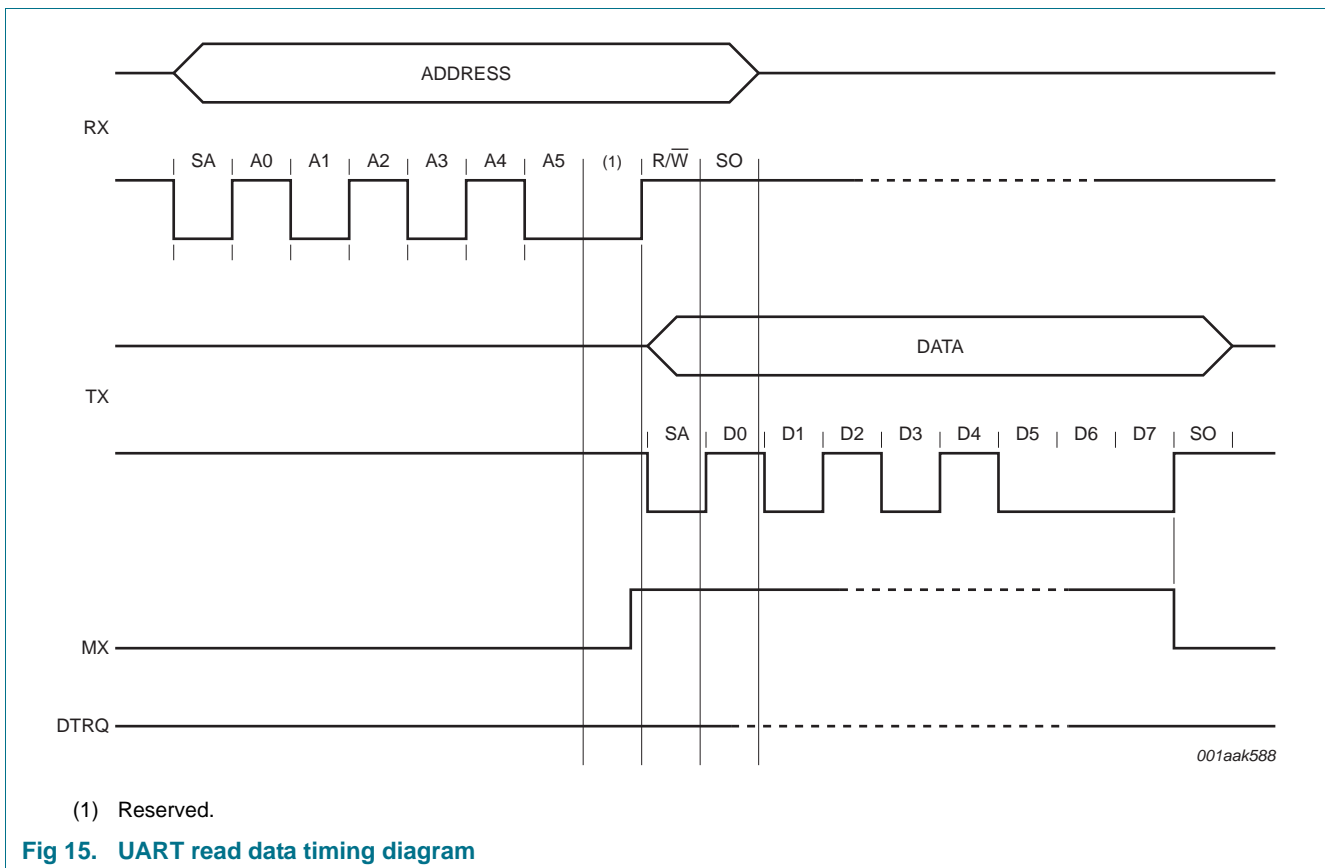 ADDRESS
RX
SA A0 A1 A2 A3 A4 A5 (1) R/W̅ SO
DATA
TX
SA D0 D1 D2 D3 D4 D5 D6 D7 SO
MX
DTRQ
001aak588
(1) Reserved.
Fig 15. UART read data timing diagram